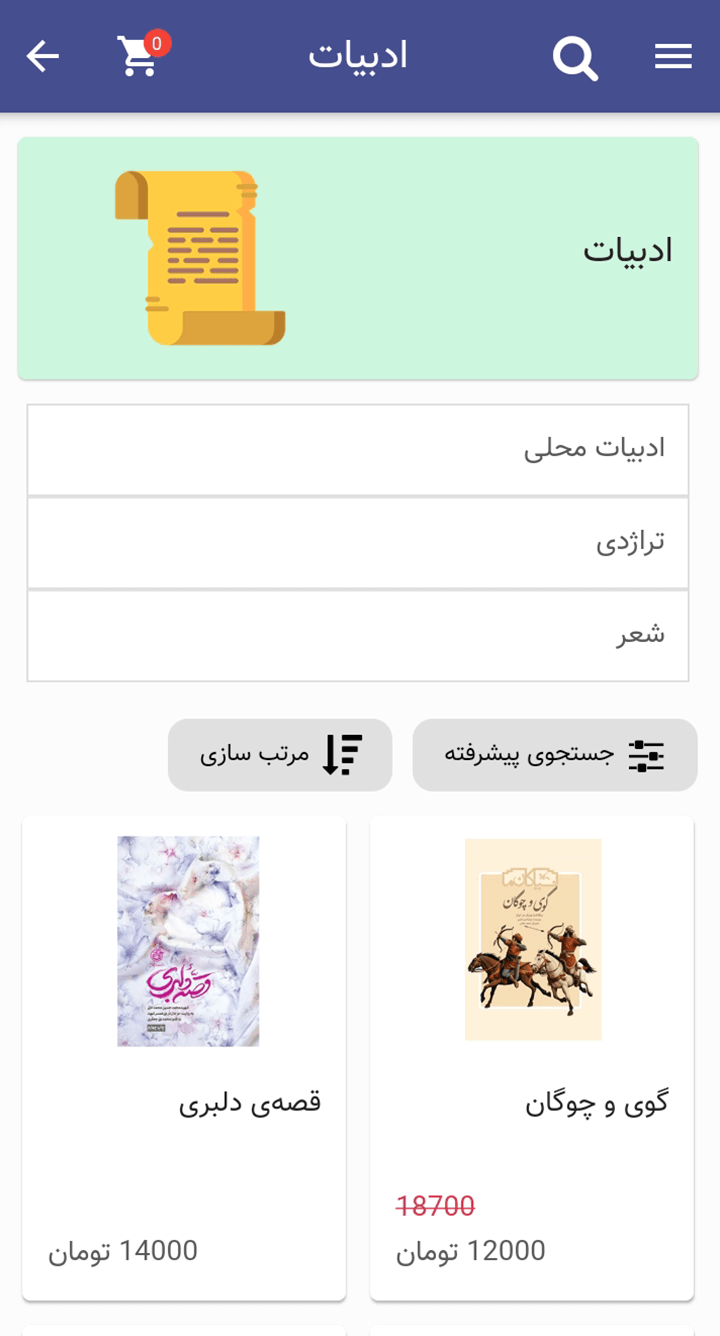 ادبیات
0
ادبیات
ادبیات محلی
تراژدی
شعر
جستجوی پیشرفته
مرتب سازی
گوی و چوگان
گوی و چوگان
18700
12000 تومان
قصه دلبری
قصه‌ی دلبری
14000 تومان